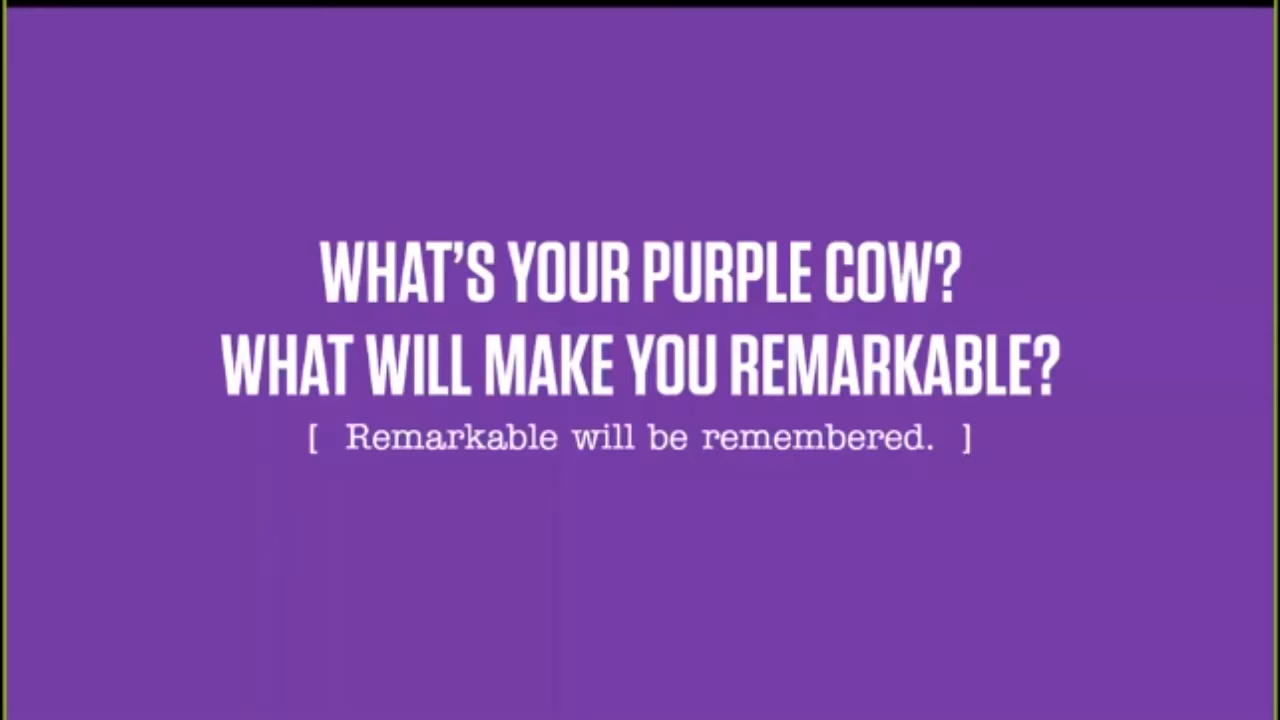 WHAT'S YOUR PURPLE COW?
WHAT WILL MAKE YOU REMARKABLE?
[ Remarkable will be remembered. ]